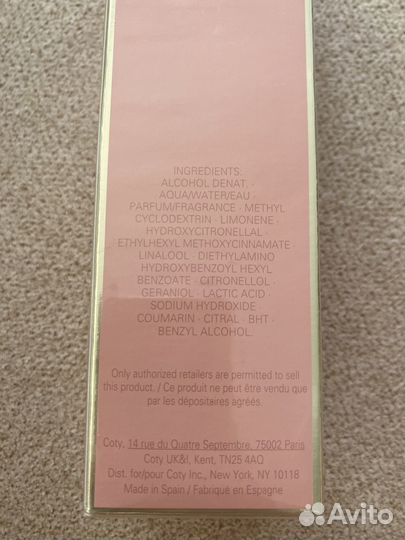 INGREDIENTS:
ALCOHOL DENAT. ·
AQUA/WATER/EAU ·
PARFUM/FRAGRANCE · METHYL
CYCLODEXTRIN · LIMONENE ·
HYDROXYCITRONELLAL ·
ETHYLHEXYL METHOXYCINNAMATE ·
LINALOOL · DIETHYLAMINO
HYDROXYBENZOYL HEXYL
BENZOATE · CITRONELLOL ·
GERANIOL · LACTIC ACID ·
SODIUM HYDROXIDE ·
COUMARIN · CITRAL · BHT ·
BENZYL ALCOHOL.
Only authorized retailers are permitted to sell
this product. / Ce produit ne peut être vendu que
par les dépositaires agréés.
Coty, 14 rue du Quatre Septembre, 75002 Paris
Coty UK&I, Kent, TN25 4AQ
Dist. for/pour Coty Inc., New York, NY 10118
Made in Spain / Fabriqué en Espagne
Avito